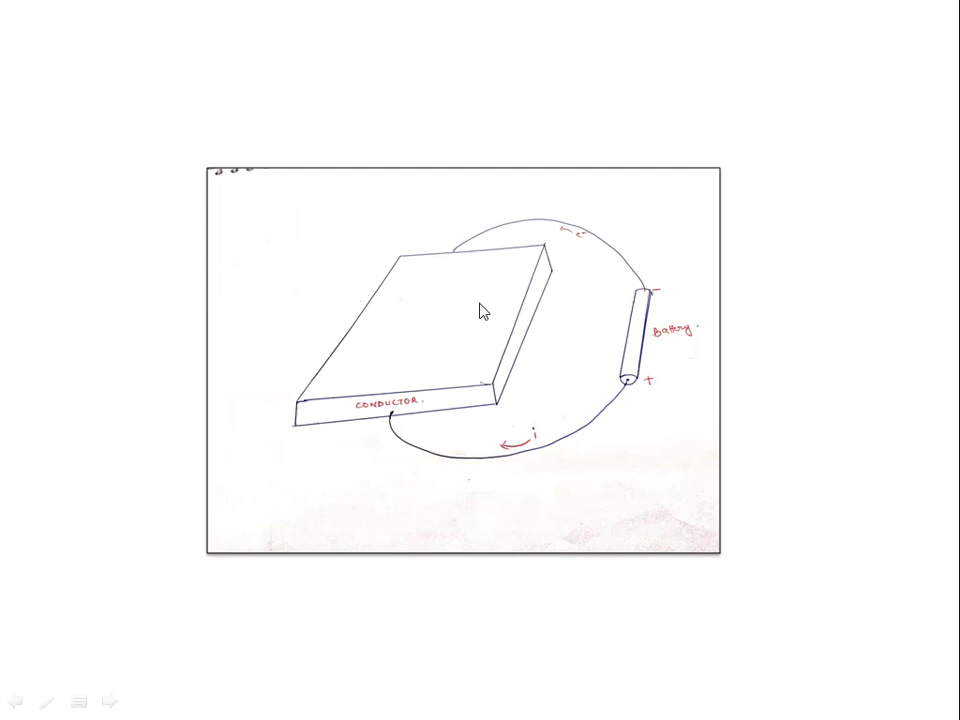 e⁻
-
Battery.
+
CONDUCTOR.
i